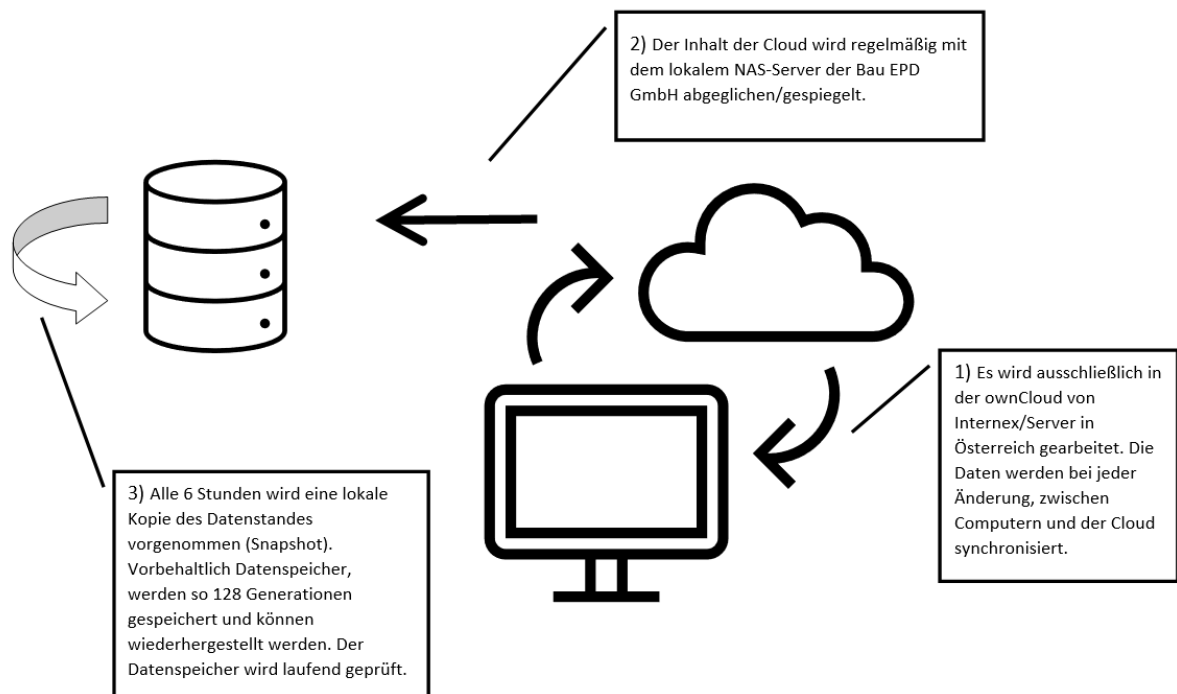 2) Der Inhalt der Cloud wird regelmäßig mit
dem lokalem NAS-Server der Bau EPD
GmbH abgeglichen/gespiegelt.
1) Es wird ausschließlich in
der ownCloud von
Internex/Server in
Österreich gearbeitet. Die
Daten werden bei jeder
Änderung, zwischen
Computern und der Cloud
synchronisiert.
3) Alle 6 Stunden wird eine lokale
Kopie des Datenstandes
vorgenommen (Snapshot).
Vorbehaltlich Datenspeicher,
werden so 128 Generationen
gespeichert und können
wiederhergestellt werden. Der
Datenspeicher wird laufend geprüft.